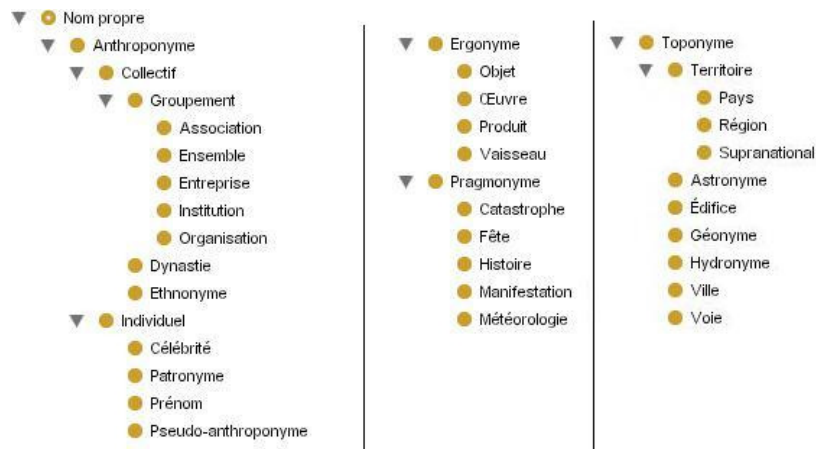 Nom propre
Anthroponyme
Collectif
Groupement
Association
Ensemble
Entreprise
Institution
Organisation
Dynastie
Ethnonyme
Individuel
Célébrité
Patronyme
Prénom
Pseudo-anthroponyme
Ergonyme
Objet
Œuvre
Produit
Vaisseau
Pragmonyme
Catastrophe
Fête
Histoire
Manifestation
Météorologie
Toponyme
Territoire
Pays
Région
Supranational
Astronyme
Édifice
Géonyme
Hydronyme
Ville
Voie